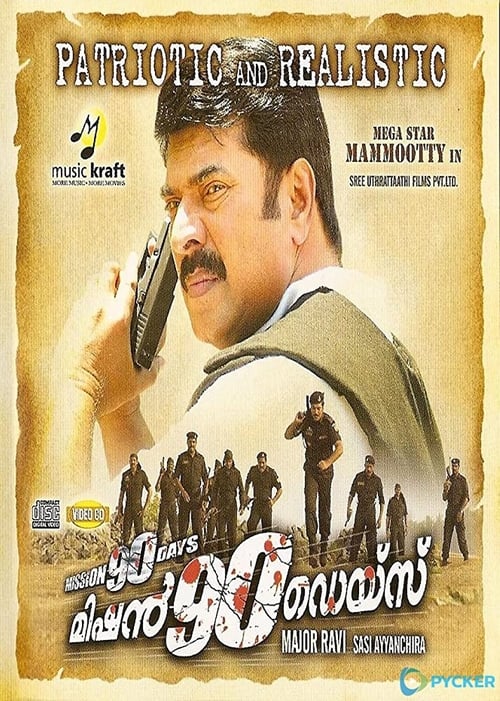 PATRIOTIC AND REALISTIC
music kraft
MORE MUSIC • MORE MOVIES
MEGA STAR
MAMMOOTTY IN
SREE UTHRATTAATHI FILMS PVT.LTD.
COMPACT
disc
DIGITAL VIDEO
VIDEO CD
MISSION 90 DAYS
മിഷൻ 90 ഡെയ്സ്
MAJOR RAVI SASI AYYANCHIRA
PYCKER